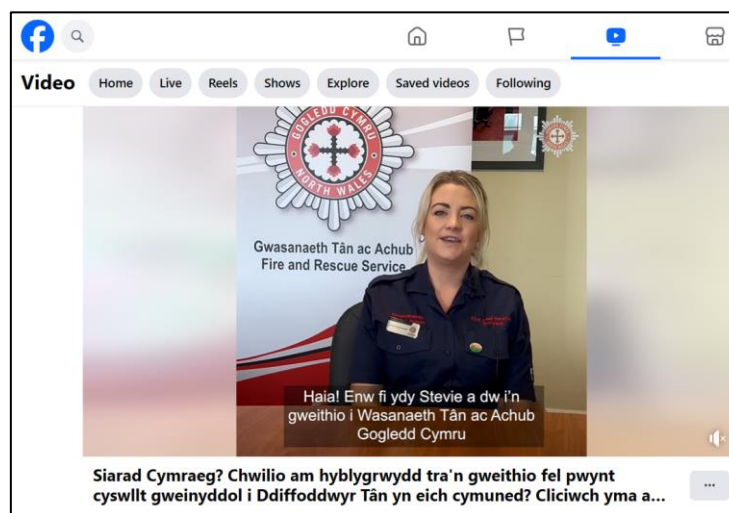 Video
Home
Live
Reels
Shows
Explore
Saved videos
Following
GOGLEDD CYMRU
NORTH WALES
Gwasanaeth Tân ac Achub
Fire and Rescue Service
Haia! Enw fi ydy Stevie a dw i'n
gweithio i Wasanaeth Tân ac Achub
Gogledd Cymru
Siarad Cymraeg? Chwilio am hyblygrwydd tra'n gweithio fel pwynt
cyswllt gweinyddol i Ddiffoddwyr Tân yn eich cymuned? Cliciwch yma a...